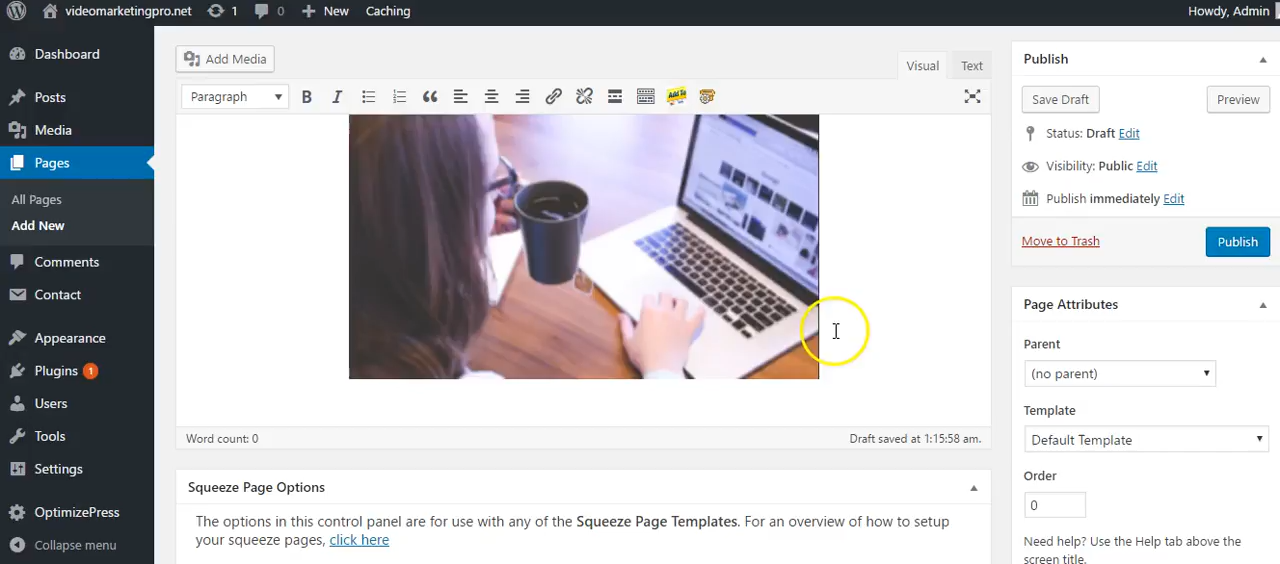 videomarketingpro.net
1
0
New
Caching
Howdy, Admin
Dashboard
Posts
Media
Pages
All Pages
Add New
Comments
Contact
Appearance
Plugins 1
Users
Tools
Settings
OptimizePress
Collapse menu
Add Media
Visual
Text
Paragraph
Word count: 0
Draft saved at 1:15:58 am.
Squeeze Page Options
The options in this control panel are for use with any of the Squeeze Page Templates. For an overview of how to setup
your squeeze pages, click here
Publish
Save Draft
Preview
Status: Draft Edit
Visibility: Public Edit
Publish immediately Edit
Move to Trash
Publish
Page Attributes
Parent
(no parent)
Template
Default Template
Order
0
Need help? Use the Help tab above the
screen title.